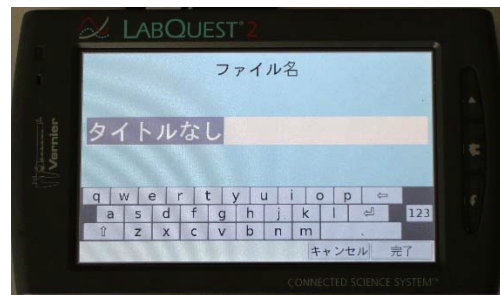 LABQUEST® 2
ファイル名
タイトルなし
q w e r t y u i o p ⇦
a s d f g h j k l ⏎ 123
⇧ z x c v b n m .
キャンセル 完了
Vernier
CONNECTED SCIENCE SYSTEM™